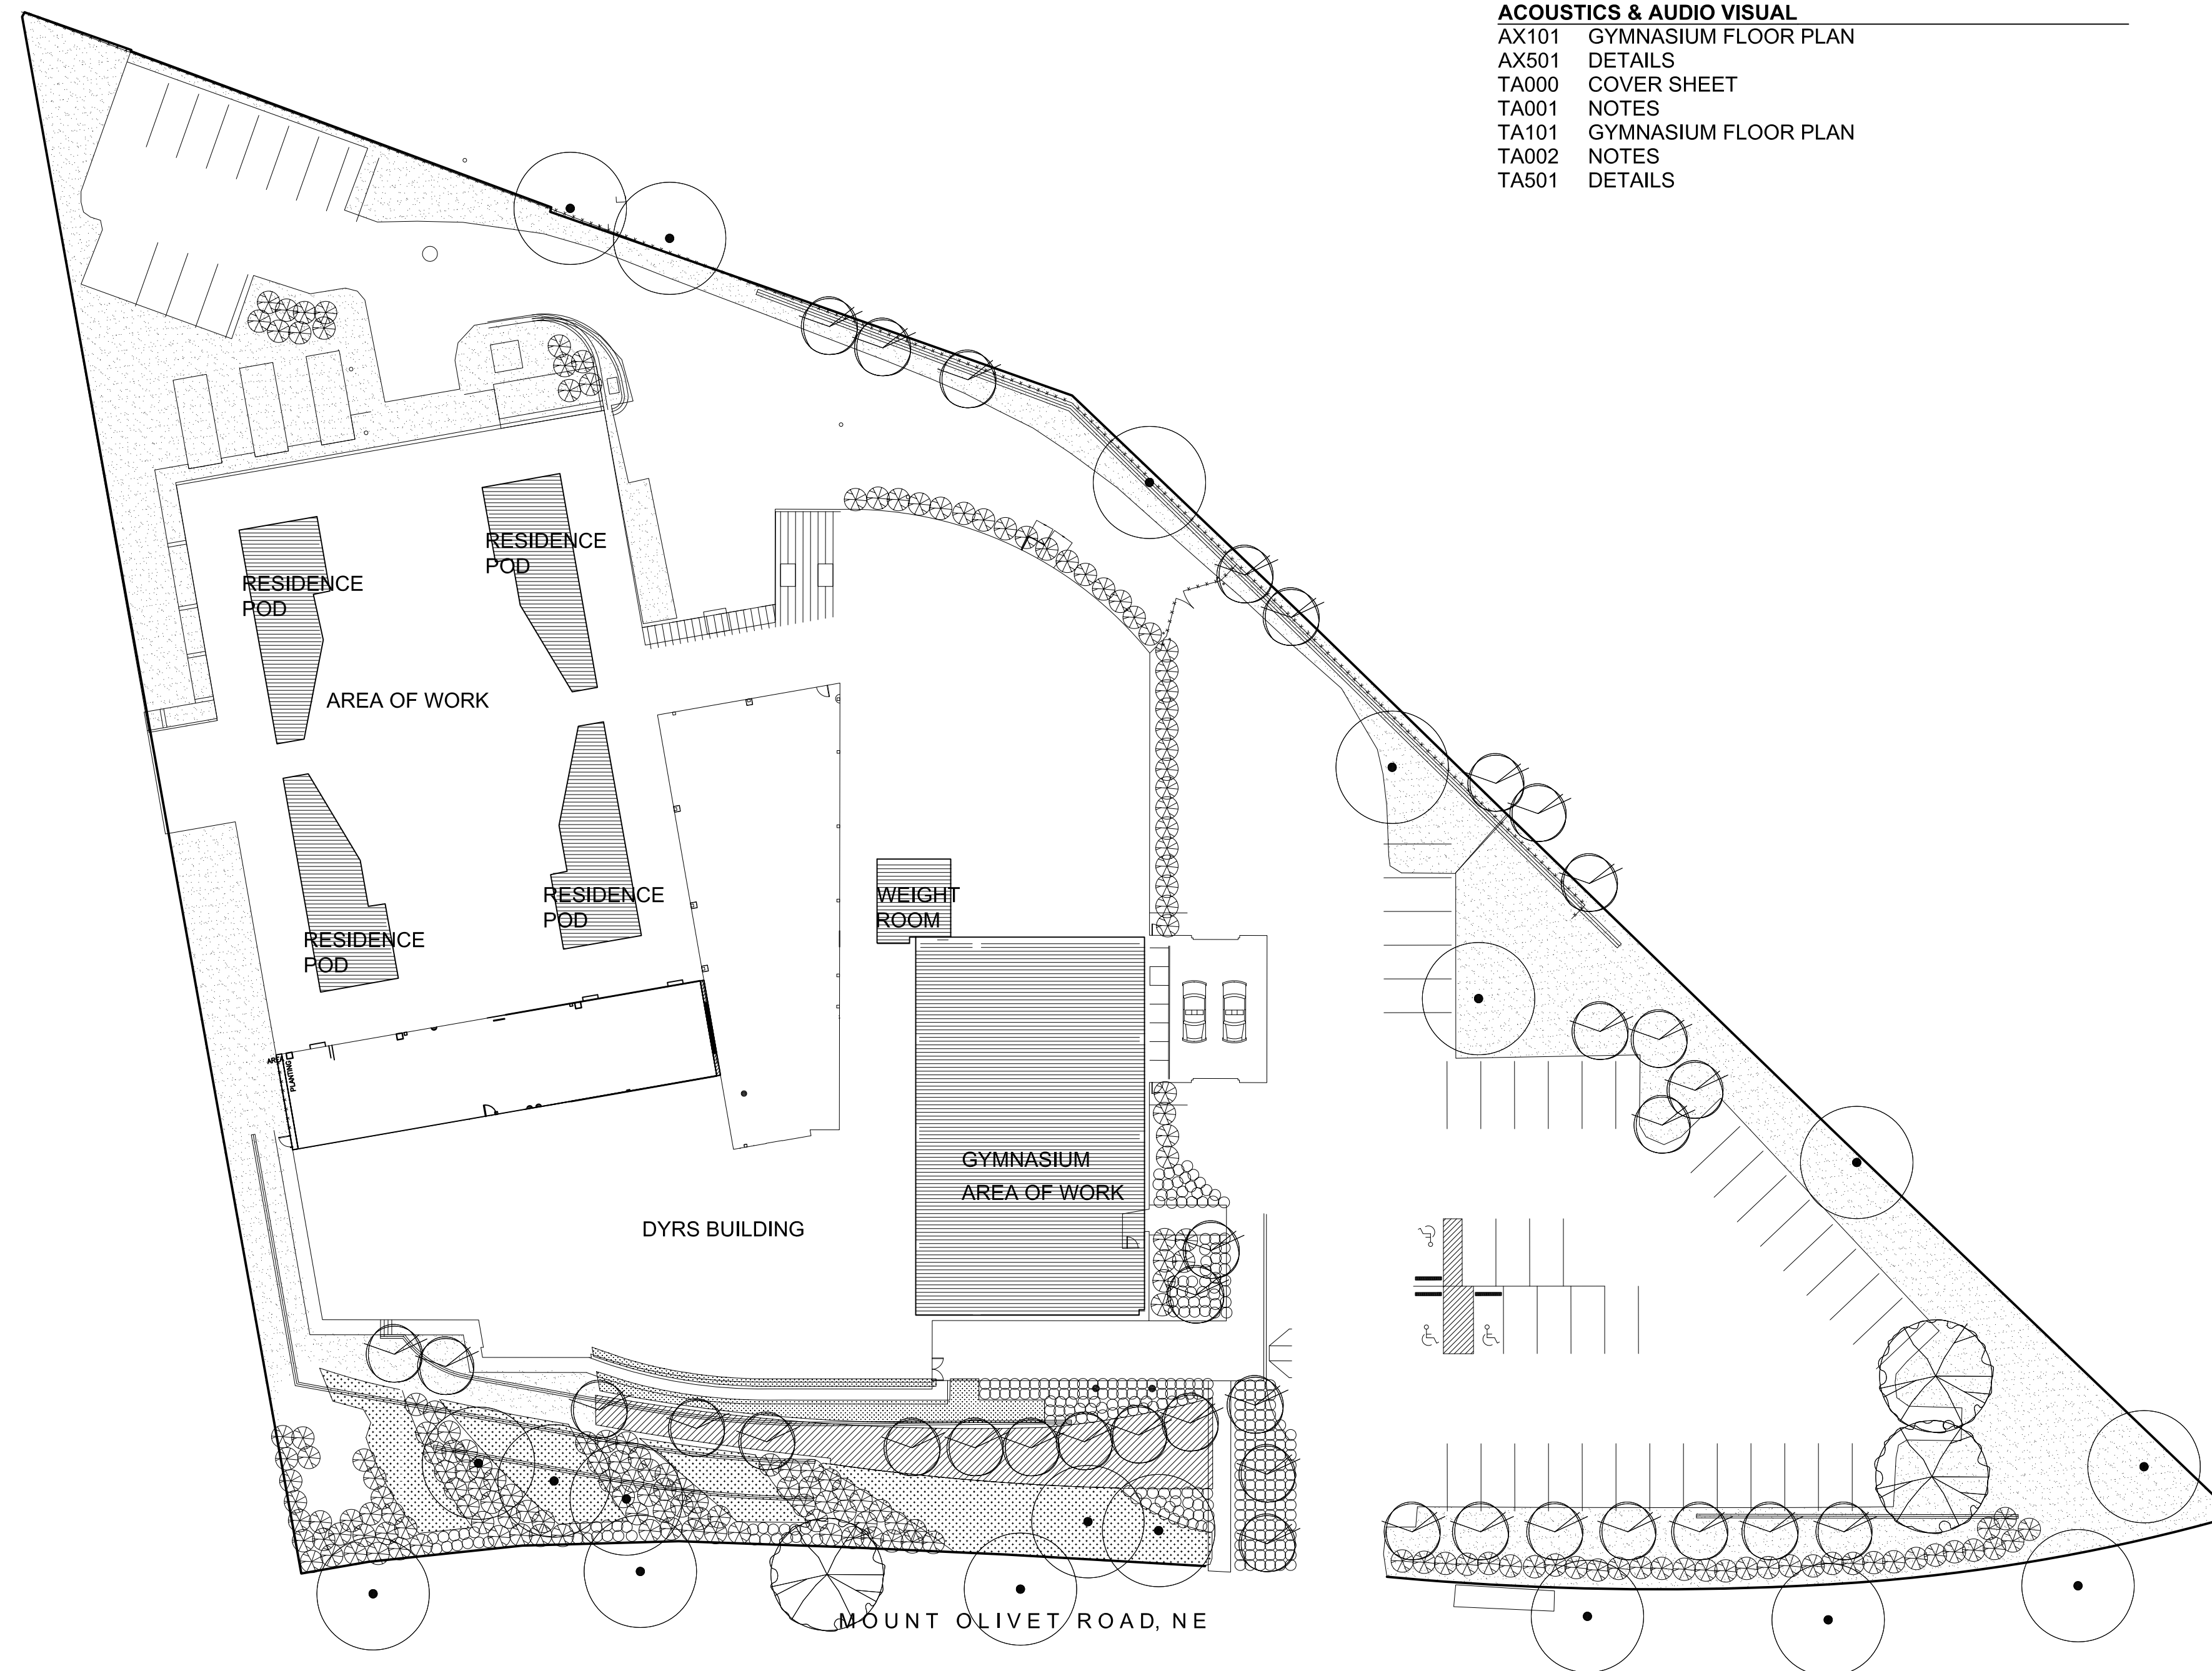 ACOUSTICS & AUDIO VISUAL
AX101 GYMNASIUM FLOOR PLAN
AX501 DETAILS
TA000 COVER SHEET
TA001 NOTES
TA101 GYMNASIUM FLOOR PLAN
TA002 NOTES
TA501 DETAILS
RESIDENCE
POD
RESIDENCE
POD
AREA OF WORK
RESIDENCE
POD
WEIGHT
ROOM
RESIDENCE
POD
AREA
PLANTING
GYMNASIUM
AREA OF WORK
DYRS BUILDING
MOUNT OLIVET ROAD, NE